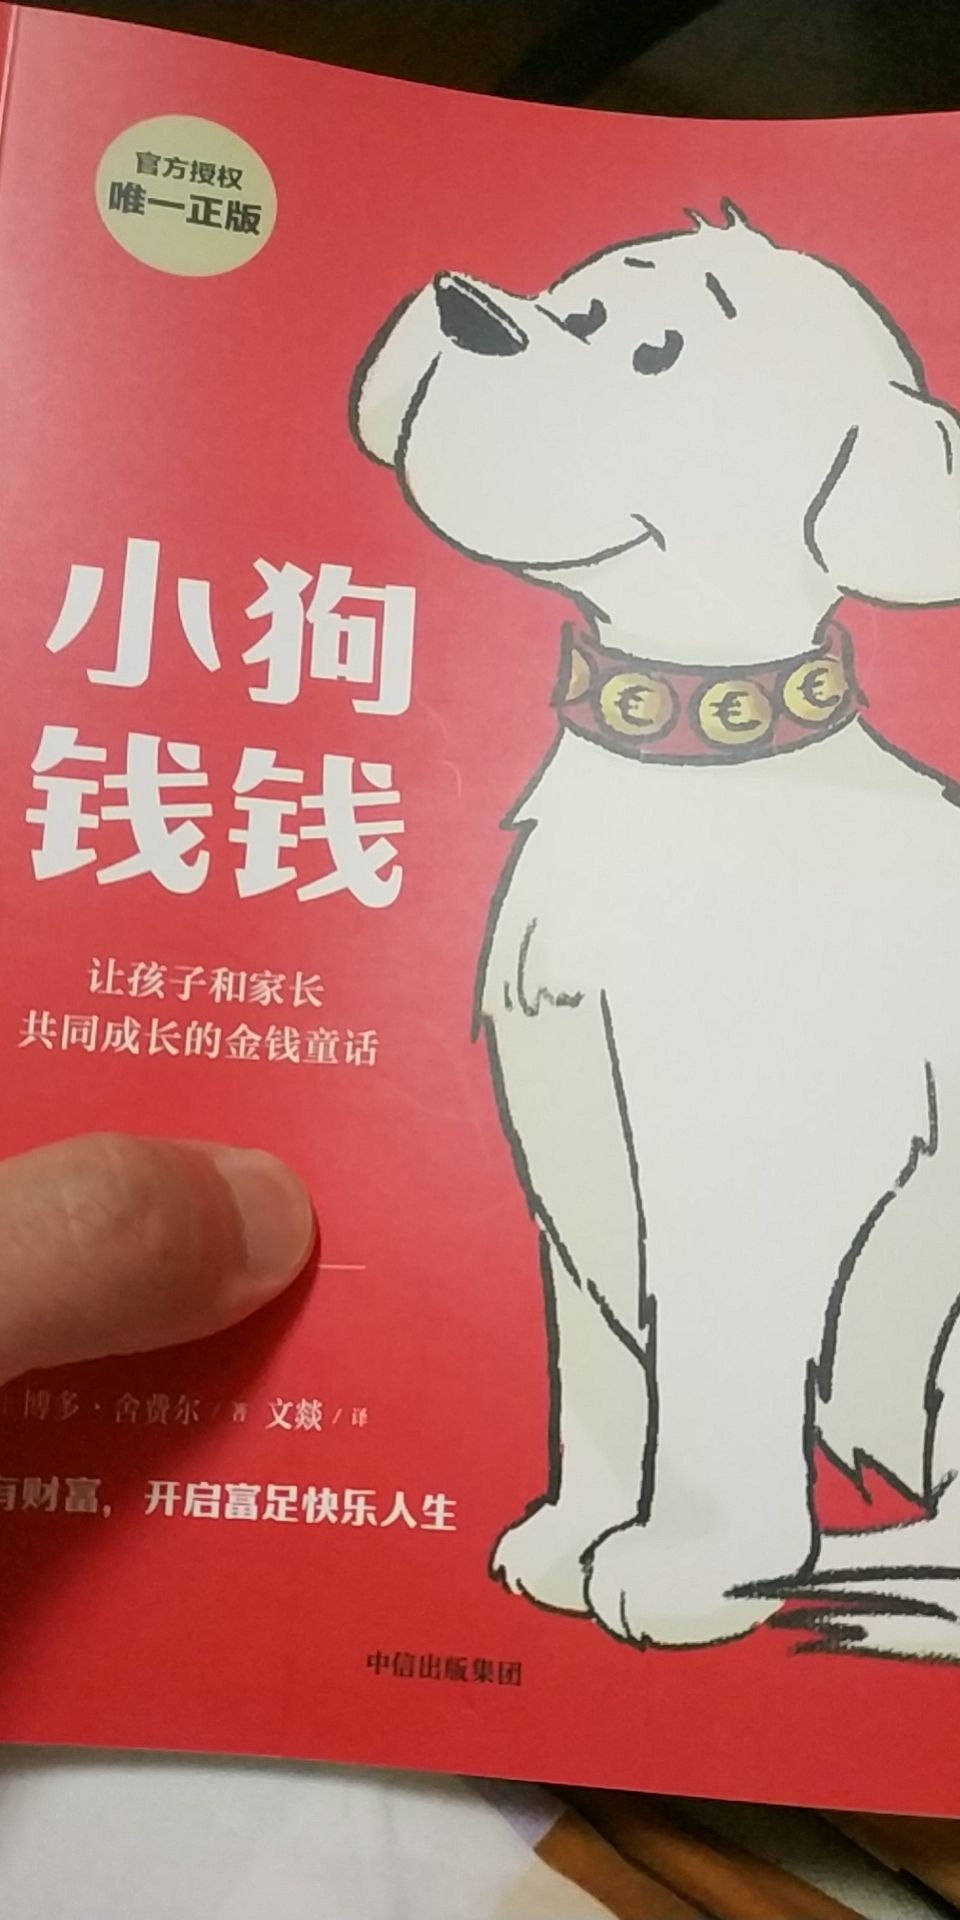 官方授权
唯一正版
小狗
钱钱
让孩子和家长
共同成长的金钱童话
博多·舍费尔 / 著 文燚 / 译
有财富，开启富足快乐人生
€ € €
中信出版集团